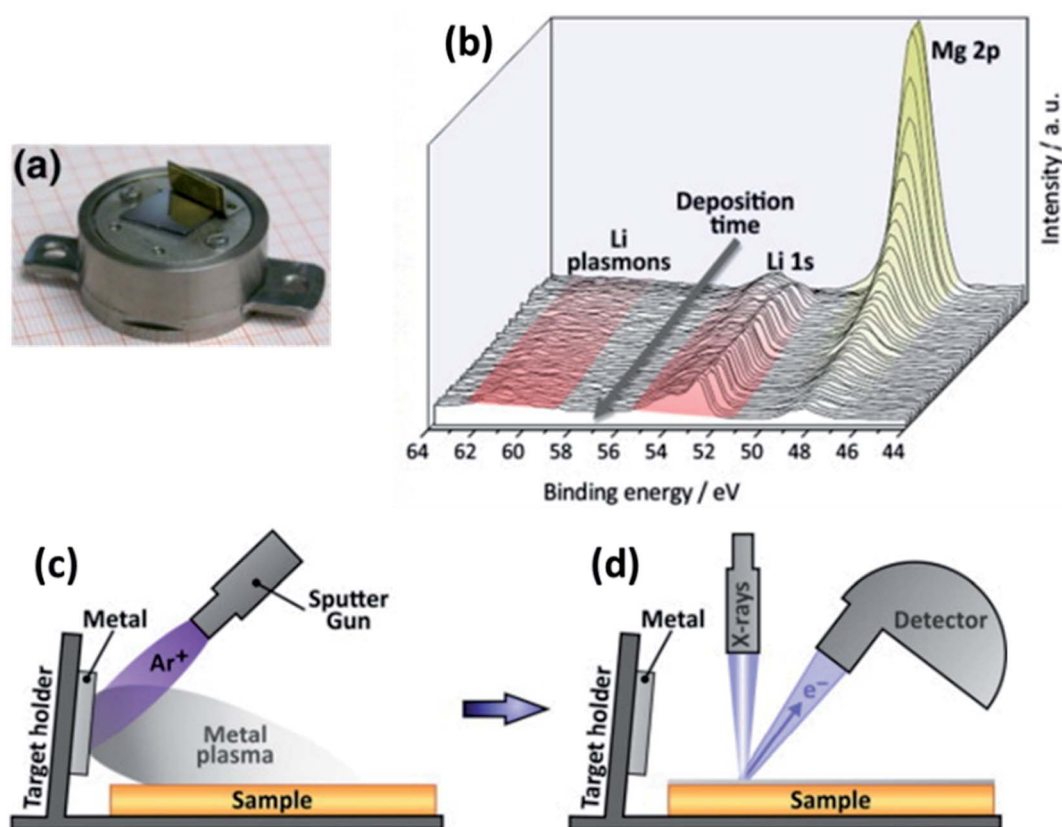 (a)
(b)
Mg 2p
Intensity / a. u.
Deposition
time
Li
plasmons
Li 1s
64 62 60 58 56 54 52 50 48 46 44
Binding energy / eV
(c)
Sputter
Gun
Metal
Ar+
Target holder
Metal
plasma
Sample
(d)
X-rays
Detector
Metal
e−
Target holder
Sample